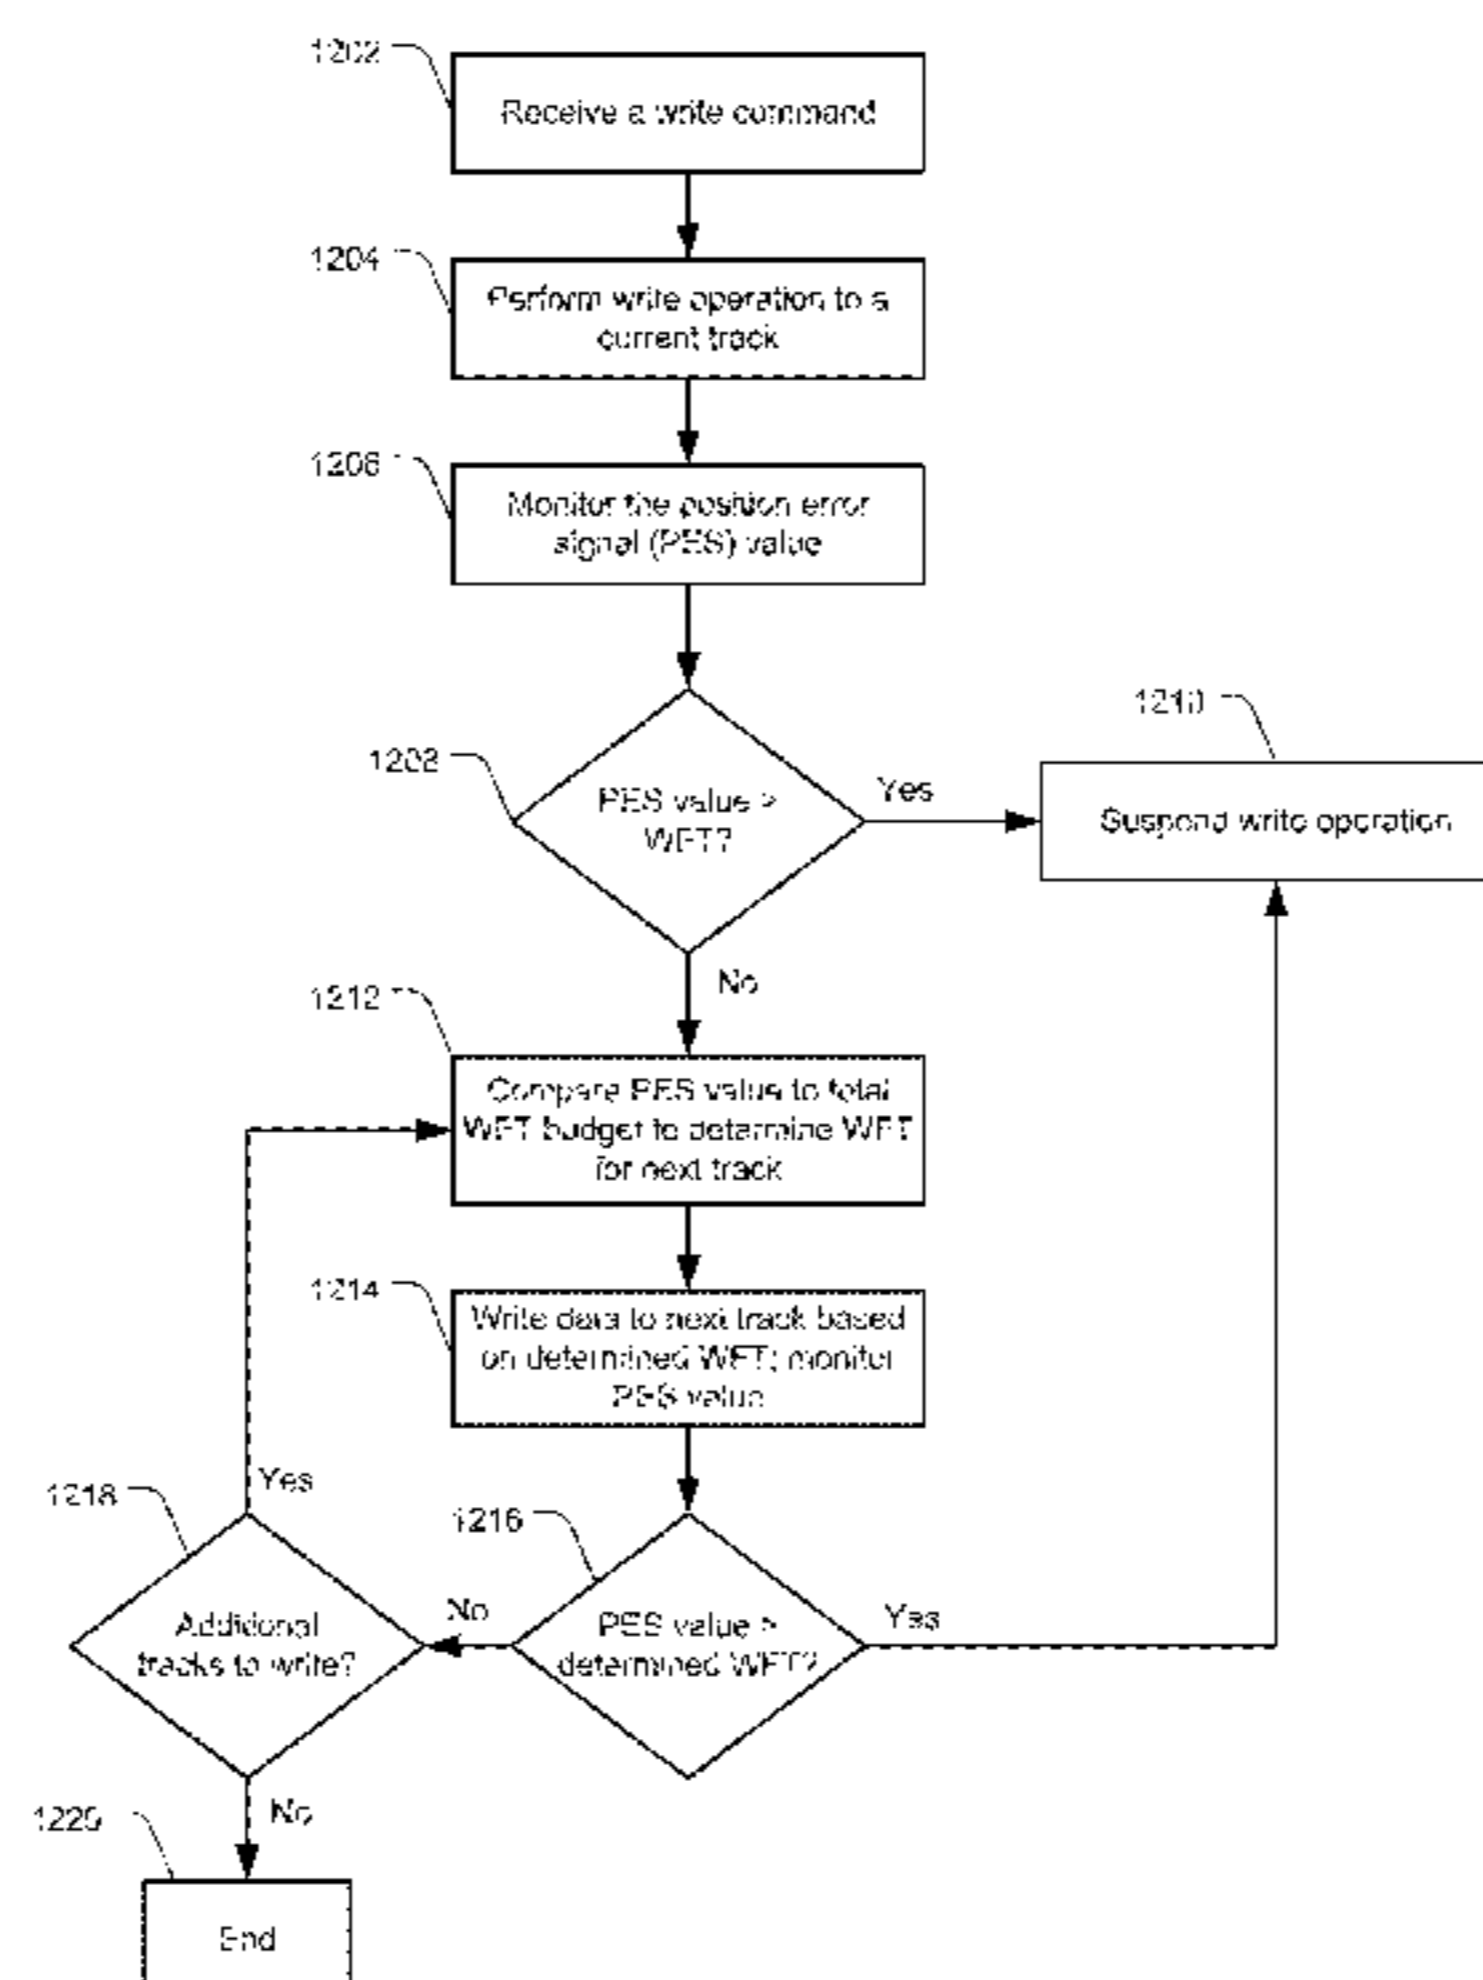 1202
Receive a write command
1204
Perform write operation to a
current track
1206
Monitor the position error
signal (PES) value
1208
PES value >
WFT?
Yes
1210
Suspend write operation
No
1212
Compare PES value to total
WFT budget to determine WFT
for next track
1214
Write data to next track based
on determined WFT; monitor
PES value
1218
Yes
1216
Additional
tracks to write?
No
PES value >
determined WFT?
Yes
1220
No
End